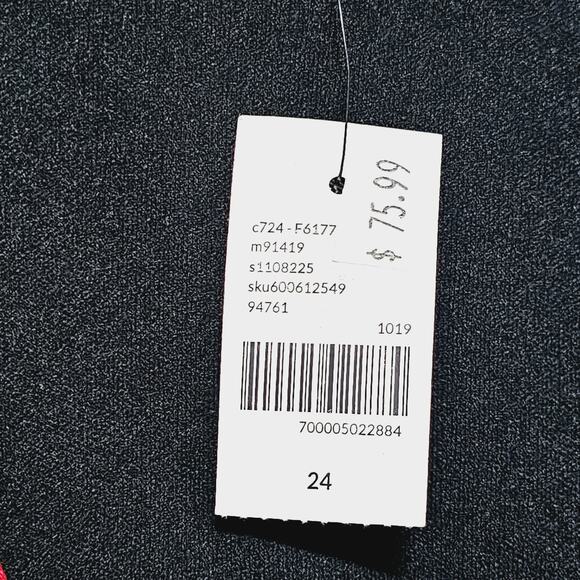 $ 75.99
c724 - F6177
m91419
s1108225
sku600612549
94761
1019
700005022884
24